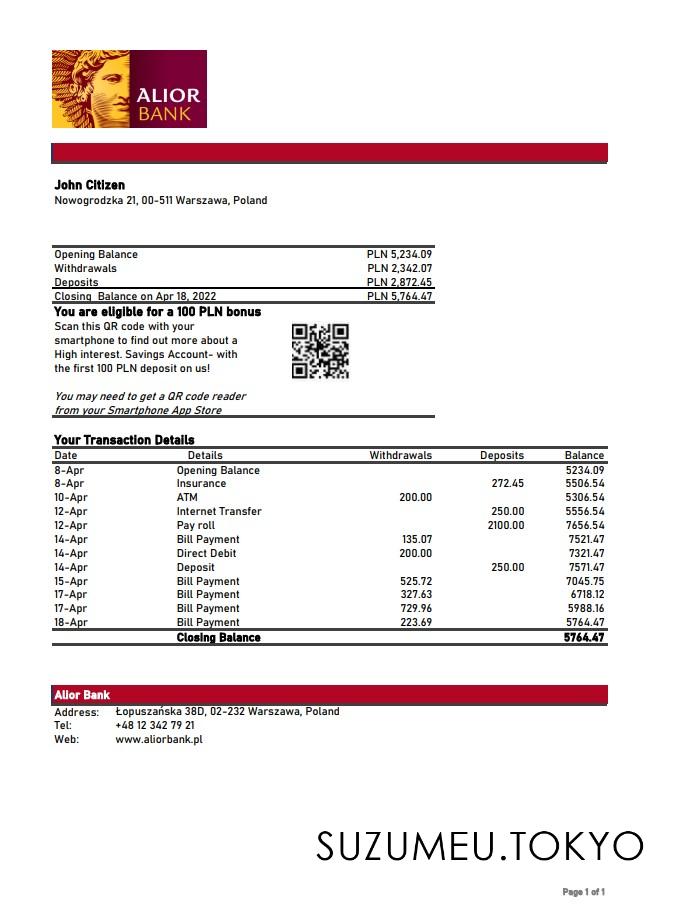 ALIOR
BANK
John Citizen
Nowogrodzka 21, 00-511 Warszawa, Poland
Opening Balance PLN 5,234.09
Withdrawals PLN 2,342.07
Deposits PLN 2,872.45
Closing Balance on Apr 18, 2022 PLN 5,764.47
You are eligible for a 100 PLN bonus
Scan this QR code with your
smartphone to find out more about a
High interest. Savings Account- with
the first 100 PLN deposit on us!
You may need to get a QR code reader
from your Smartphone App Store
Your Transaction Details
Date Details Withdrawals Deposits Balance
8-Apr Opening Balance 5234.09
8-Apr Insurance 272.45 5506.54
10-Apr ATM 200.00 5306.54
12-Apr Internet Transfer 250.00 5556.54
12-Apr Pay roll 2100.00 7656.54
14-Apr Bill Payment 135.07 7521.47
14-Apr Direct Debit 200.00 7321.47
14-Apr Deposit 250.00 7571.47
15-Apr Bill Payment 525.72 7045.75
17-Apr Bill Payment 327.63 6718.12
17-Apr Bill Payment 729.96 5988.16
18-Apr Bill Payment 223.69 5764.47
Closing Balance 5764.47
Alior Bank
Address: Łopuszańska 38D, 02-232 Warszawa, Poland
Tel: +48 12 342 79 21
Web: www.aliorbank.pl
SUZUMEU.TOKYO
Page 1 of 1